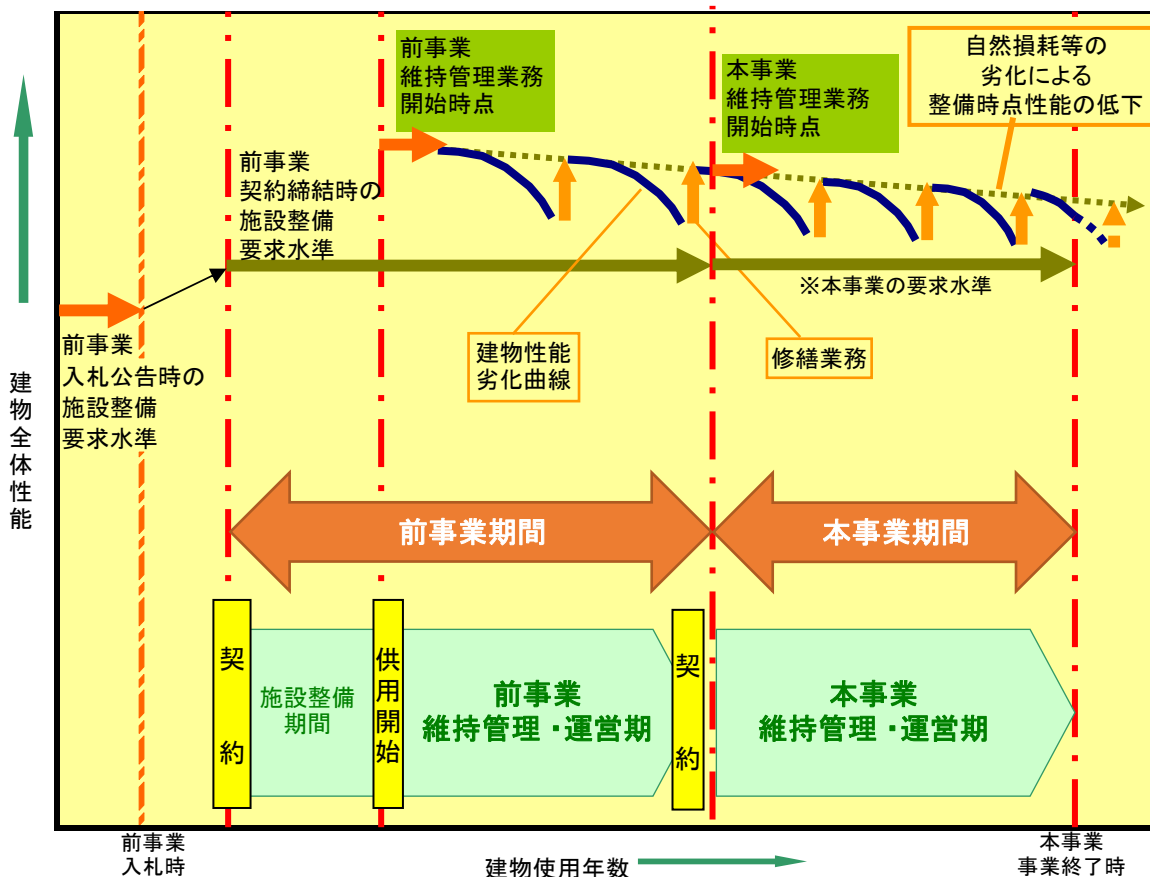 前事業
維持管理業務
開始時点
本事業
維持管理業務
開始時点
自然損耗等の
劣化による
整備時点性能の低下
前事業
契約締結時の
施設整備
要求水準
※本事業の要求水準
前事業
入札公告時の
施設整備
要求水準
建物性能
劣化曲線
修繕業務
建物全体性能
前事業期間
本事業期間
契約
施設整備
期間
供用開始
前事業
維持管理・運営期
契約
本事業
維持管理・運営期
前事業
入札時
建物使用年数
本事業
事業終了時